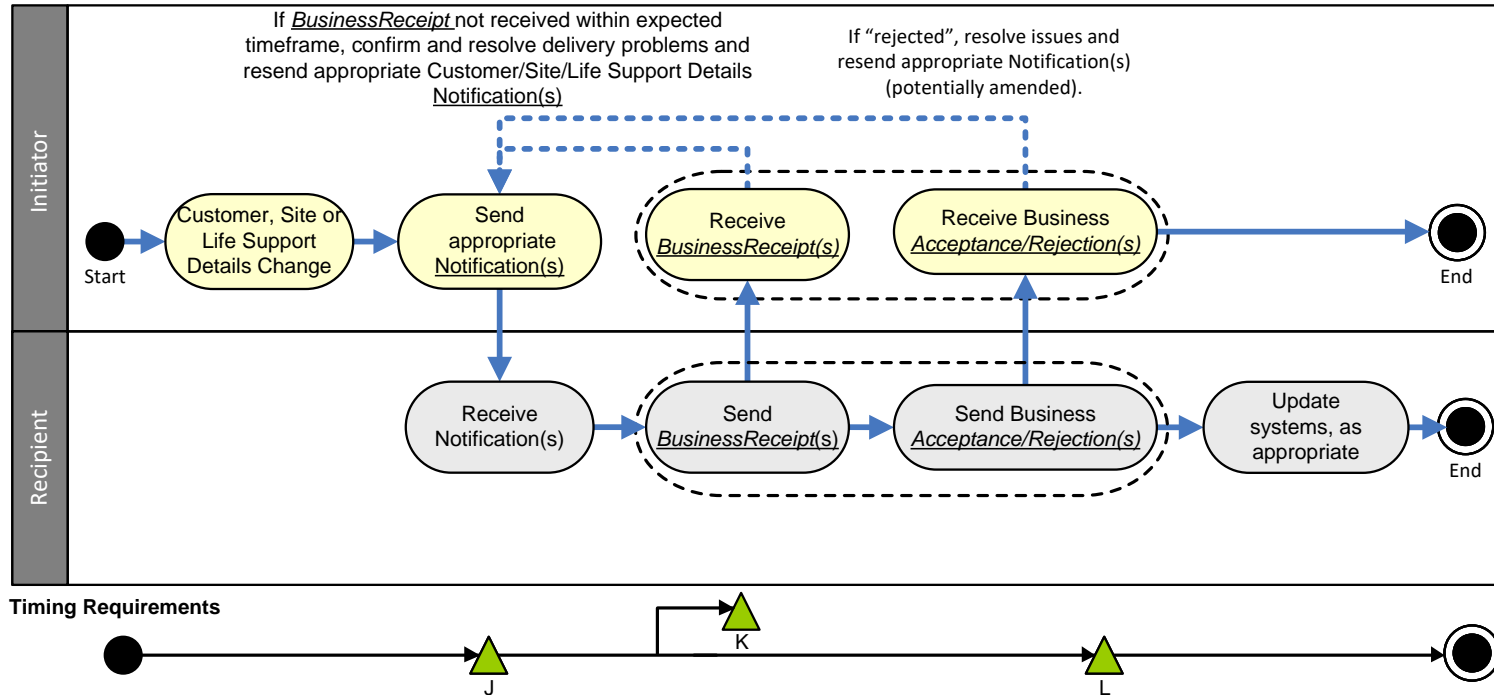 If BusinessReceipt not received within expected
timeframe, confirm and resolve delivery problems and
resend appropriate Customer/Site/Life Support Details
Notification(s)
If “rejected”, resolve issues and
resend appropriate Notification(s)
(potentially amended).
Initiator
Start
Customer, Site or
Life Support
Details Change
Send
appropriate
Notification(s)
Receive
BusinessReceipt(s)
Receive Business
Acceptance/Rejection(s)
End
Recipient
Receive
Notification(s)
Send
BusinessReceipt(s)
Send Business
Acceptance/Rejection(s)
Update
systems, as
appropriate
End
Timing Requirements
J
K
L